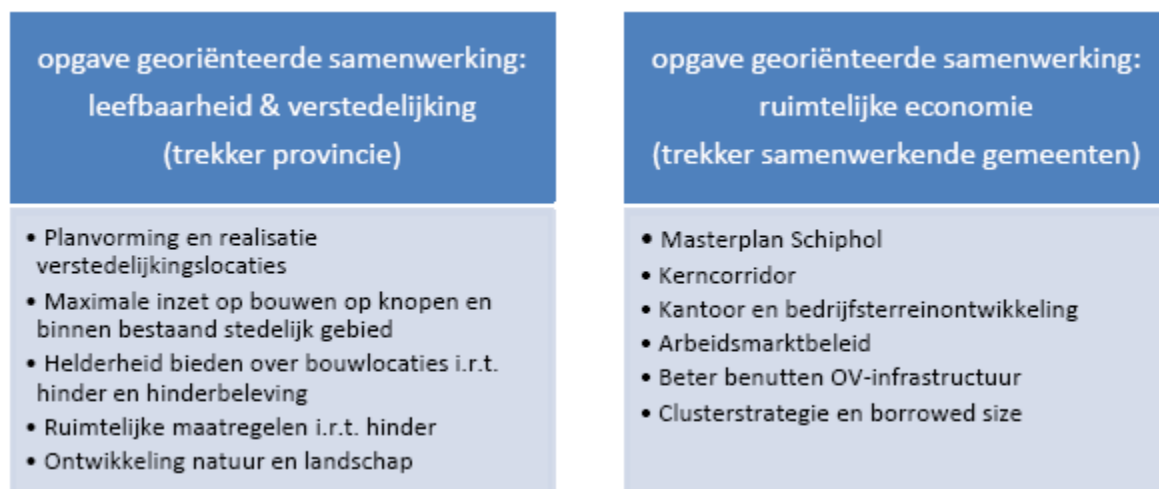 opgave georiënteerde samenwerking:
leefbaarheid & verstedelijking
(trekker provincie)
• Planvorming en realisatie
verstedelijkingslocaties
• Maximale inzet op bouwen op knopen en
binnen bestaand stedelijk gebied
• Helderheid bieden over bouwlocaties i.r.t.
hinder en hinderbeleving
• Ruimtelijke maatregelen i.r.t. hinder
• Ontwikkeling natuur en landschap
opgave georiënteerde samenwerking:
ruimtelijke economie
(trekker samenwerkende gemeenten)
• Masterplan Schiphol
• Kerncorridor
• Kantoor en bedrijfsterreinontwikkeling
• Arbeidsmarktbeleid
• Beter benutten OV-infrastructuur
• Clusterstrategie en borrowed size